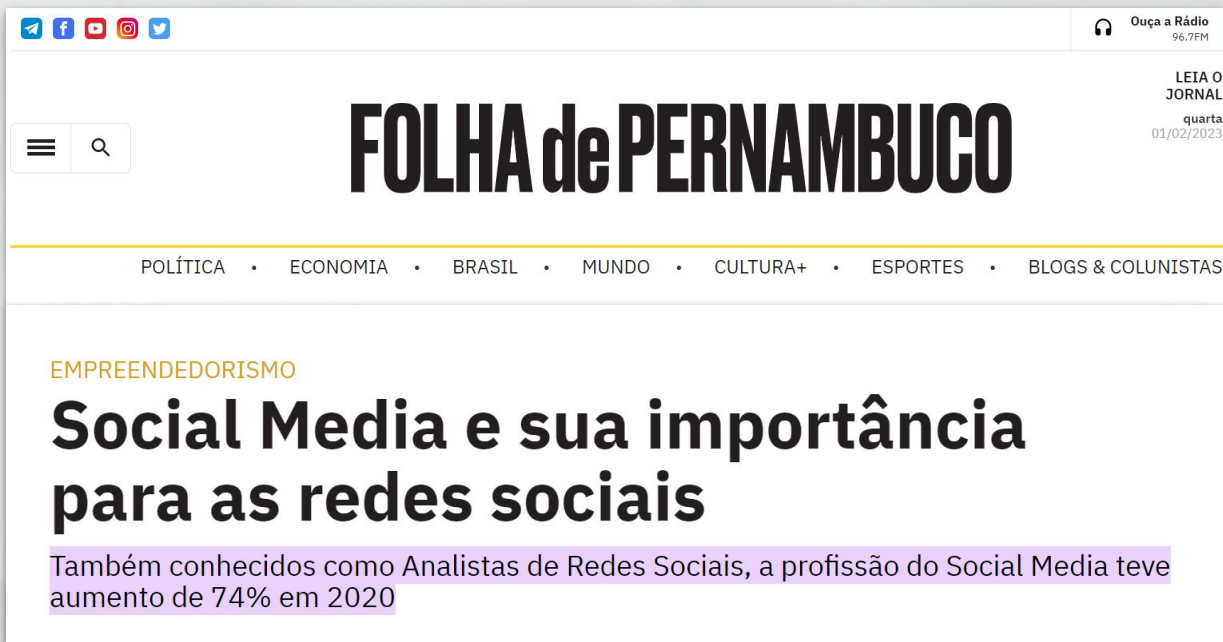 Ouça a Rádio
96.7FM
LEIA O
JORNAL
quarta
01/02/2023
FOLHA de PERNAMBUCO
POLÍTICA • ECONOMIA • BRASIL • MUNDO • CULTURA+ • ESPORTES • BLOGS & COLUNISTAS
EMPREENDEDORISMO
Social Media e sua importância
para as redes sociais
Também conhecidos como Analistas de Redes Sociais, a profissão do Social Media teve
aumento de 74% em 2020